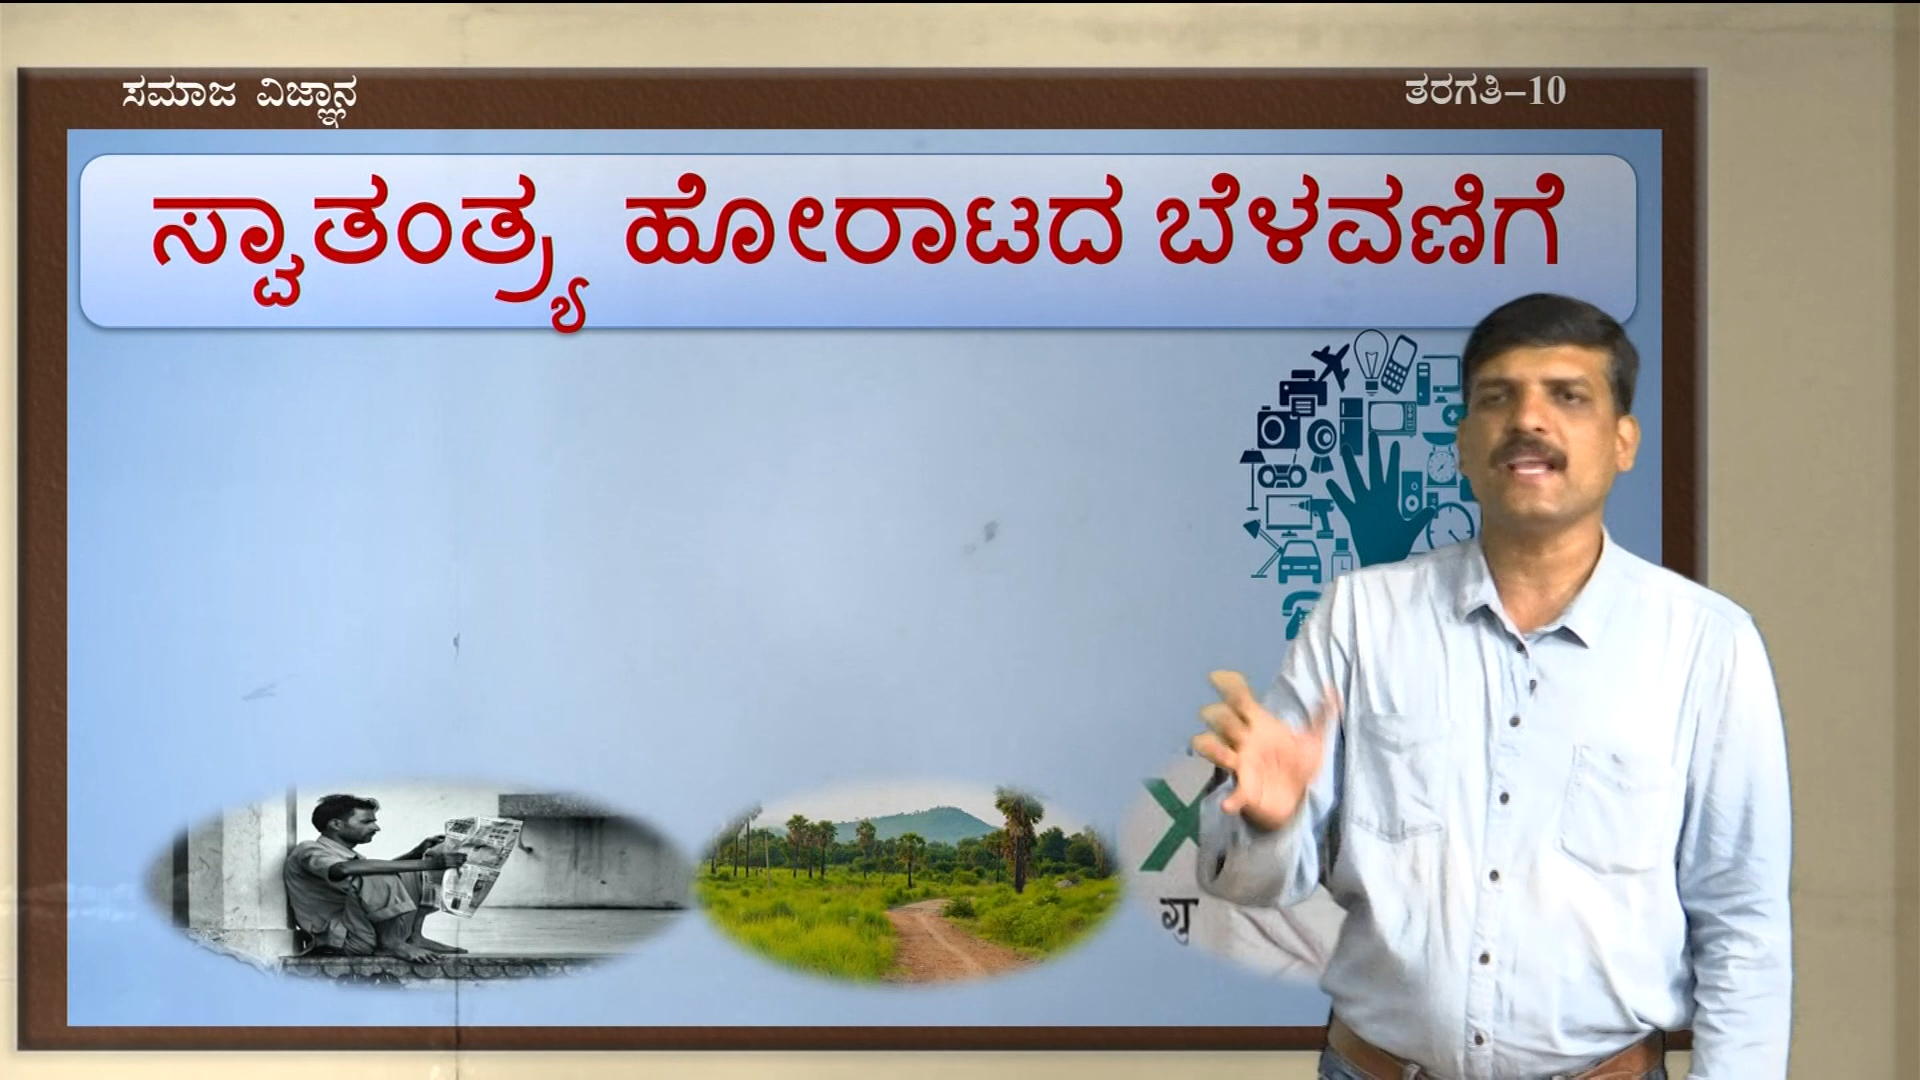 ಸಮಾಜ ವಿಜ್ಞಾನ
ತರಗತಿ-10
ಸ್ವಾತಂತ್ರ್ಯ ಹೋರಾಟದ ಬೆಳವಣಿಗೆ